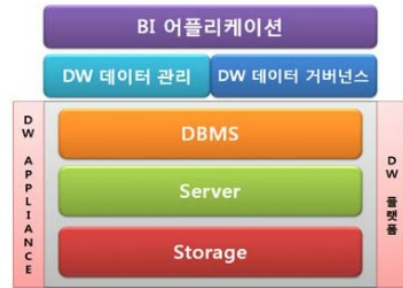 BI 어플리케이션
DW 데이터 관리
DW 데이터 거버넌스
DW APPLIANCE
DBMS
Server
Storage
DW 플랫폼